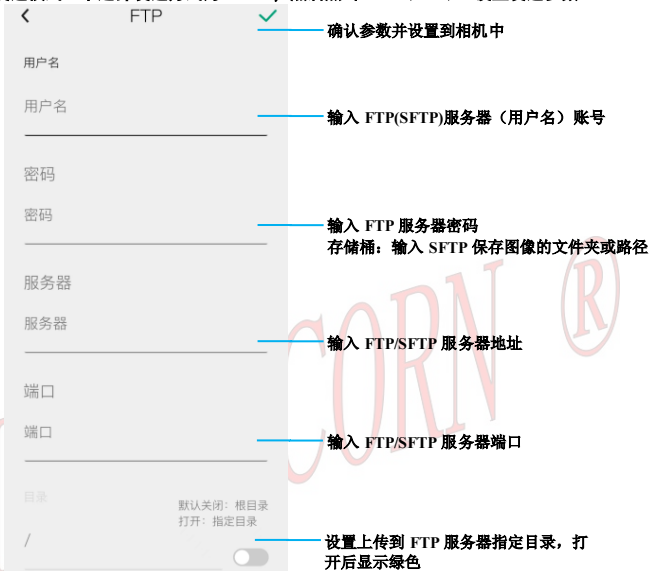 FTP
确认参数并设置到相机中
用户名
用户名
输入 FTP(SFTP)服务器（用户名）账号
密码
密码
输入 FTP 服务器密码
存储桶：输入 SFTP 保存图像的文件夹或路径
服务器
服务器
输入 FTP/SFTP 服务器地址
端口
端口
输入 FTP/SFTP 服务器端口
目录
默认关闭：根目录
打开：指定目录
/
设置上传到 FTP 服务器指定目录，打
开后显示绿色
CORN ®